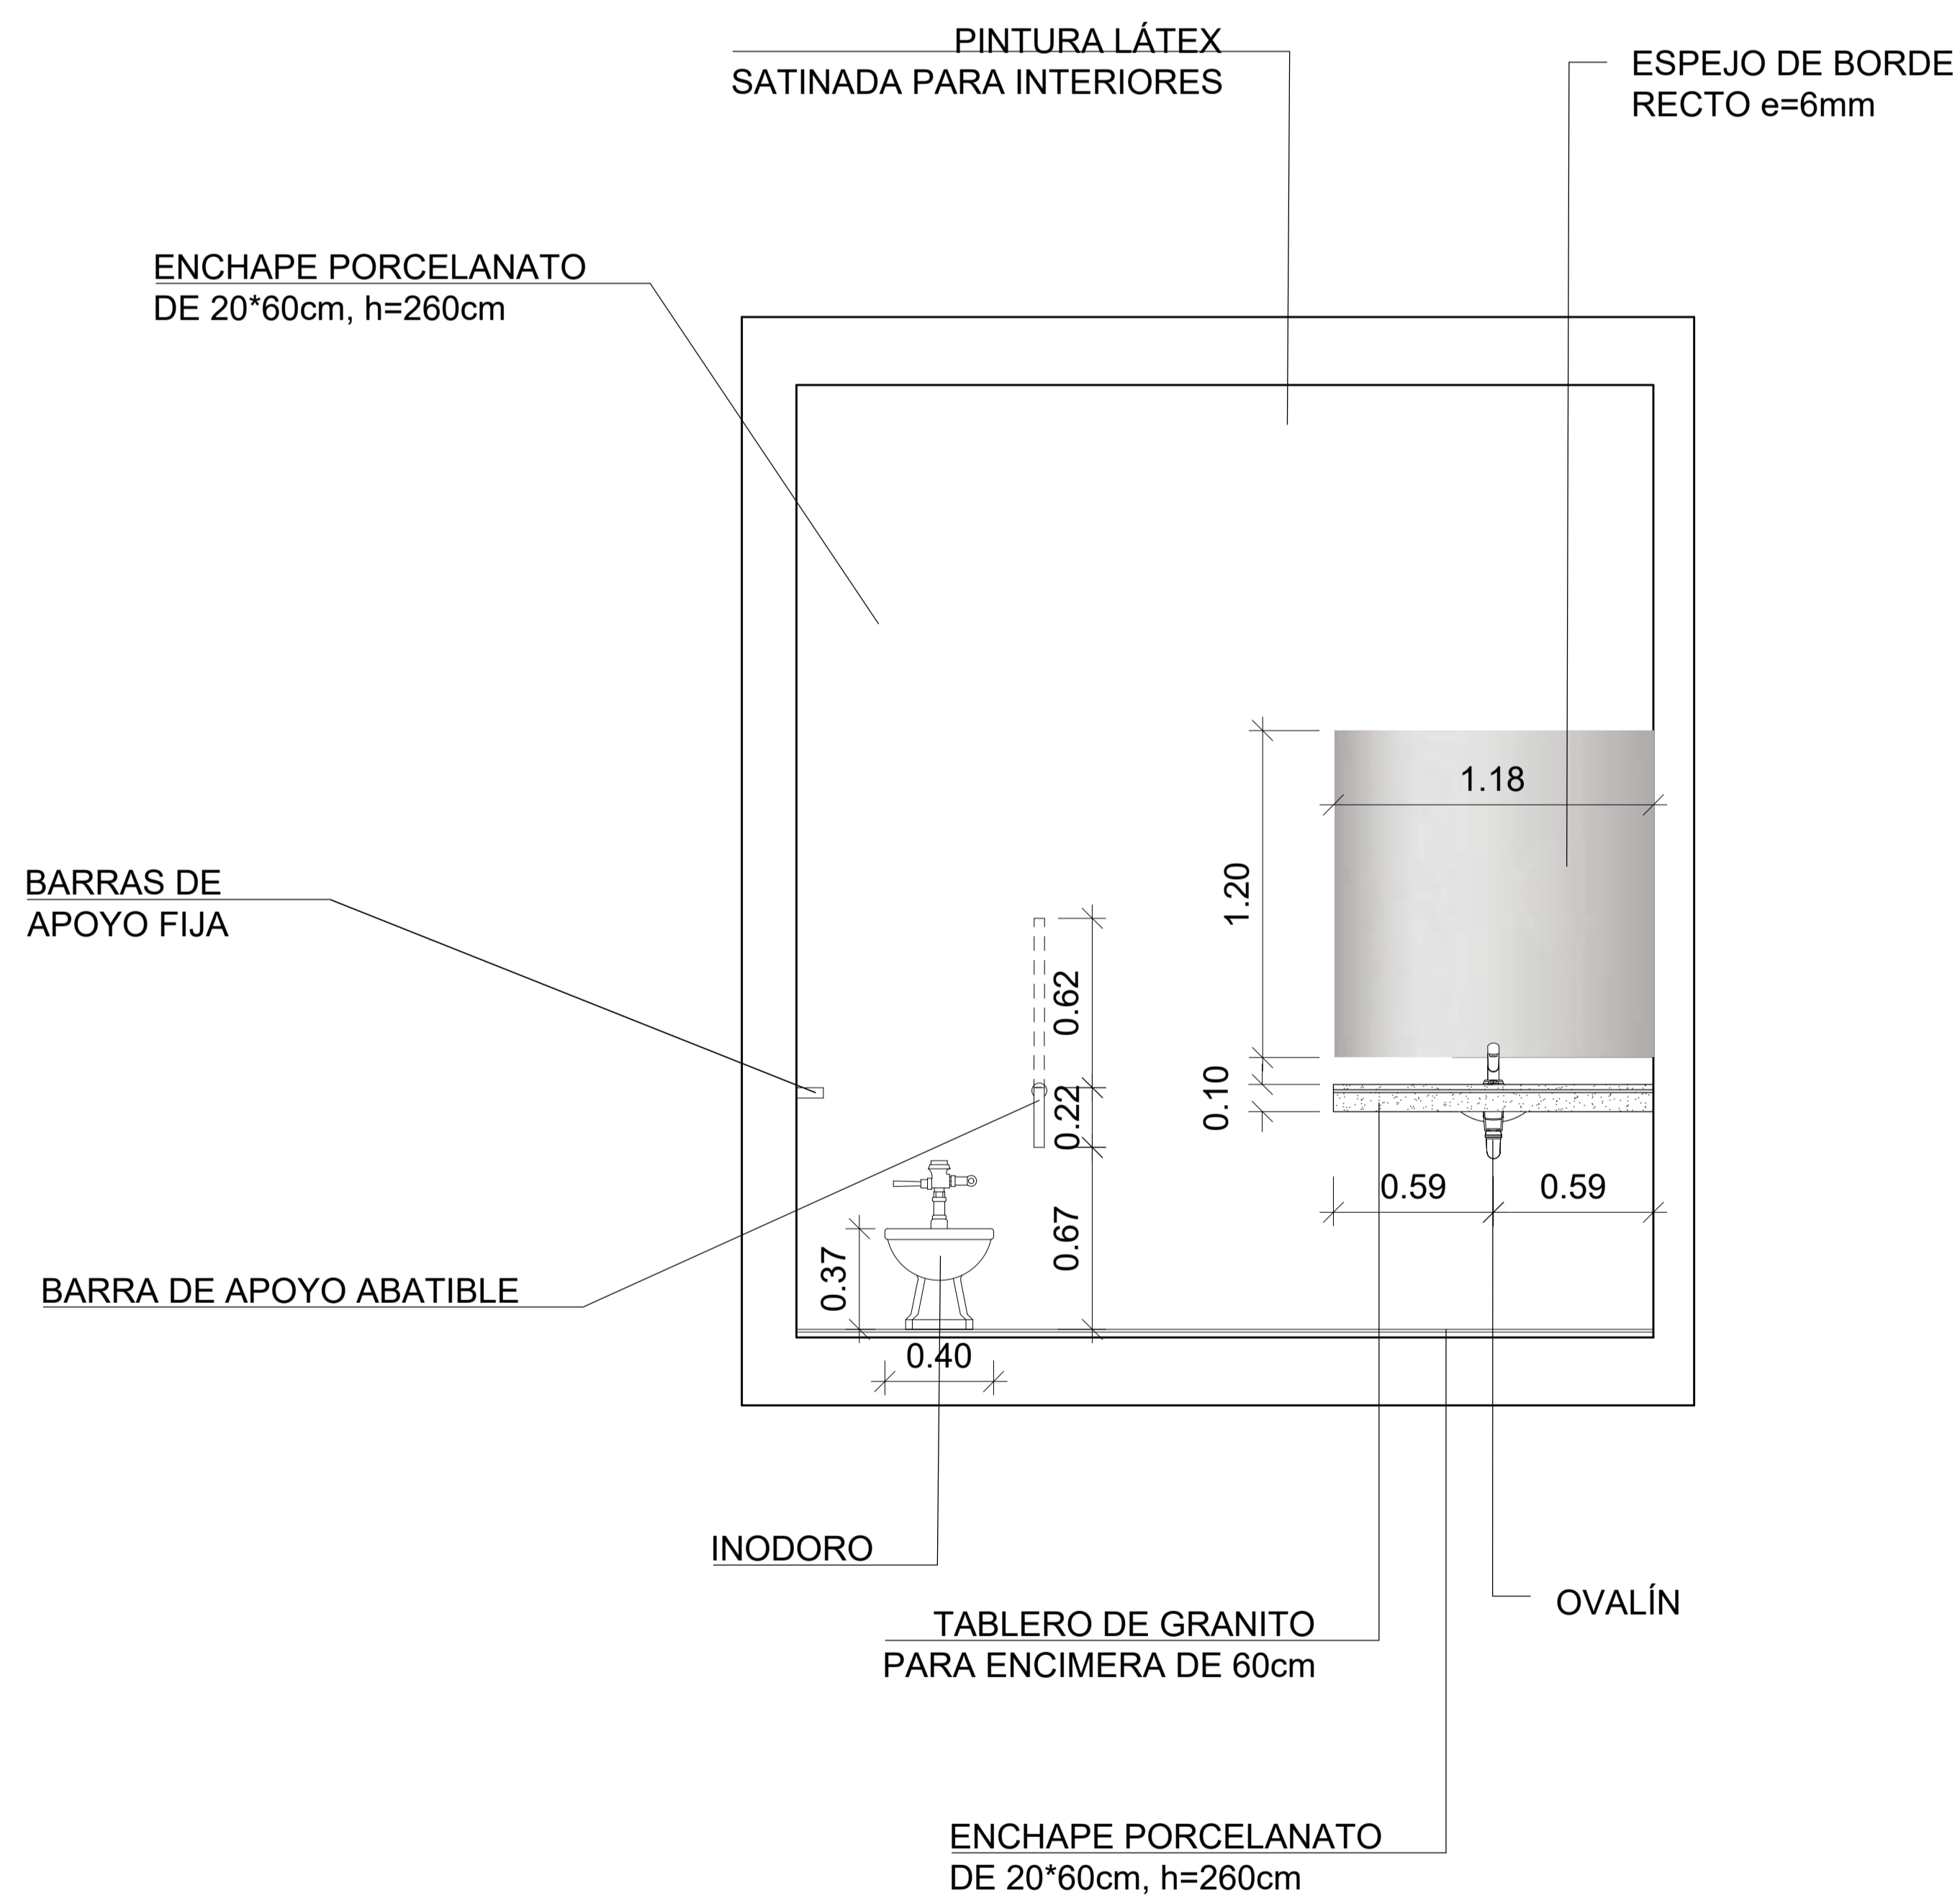 PINTURA LÁTEX
SATINADA PARA INTERIORES
ESPEJO DE BORDE
RECTO e=6mm
ENCHAPE PORCELANATO
DE 20*60cm, h=260cm
1.18
1.20
BARRAS DE
APOYO FIJA
0.62
0.10
0.22
0.59
0.59
0.67
0.37
BARRA DE APOYO ABATIBLE
0.40
INODORO
OVALÍN
TABLERO DE GRANITO
PARA ENCIMERA DE 60cm
ENCHAPE PORCELANATO
DE 20*60cm, h=260cm